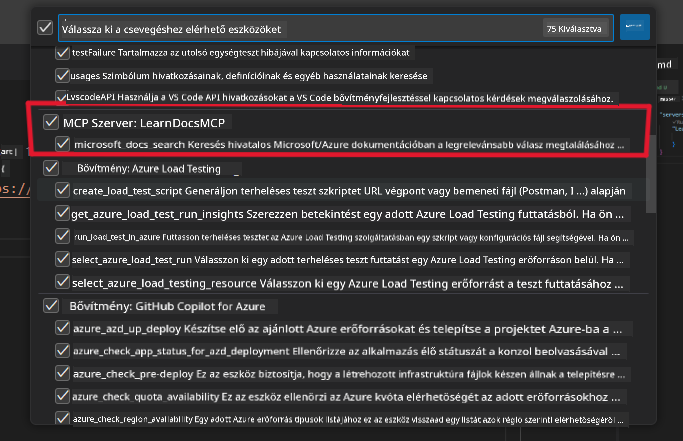 Válassza ki a csevegéshez elérhető eszközöket
75 Kiválasztva
testFailure Tartalmazza az utolsó egységteszt hibájával kapcsolatos információkat
usages Szimbólum hivatkozásainak, definícióinak és egyéb használatainak keresése
vscodeAPI Használja a VS Code API hivatkozásokat a VS Code bővítményfejlesztéssel kapcsolatos kérdések megválaszolásához.
MCP Szerver: LearnDocsMCP
microsoft_docs_search Keresés hivatalos Microsoft/Azure dokumentációban a legrelevánsabb válasz megtalálásához ...
Bővítmény: Azure Load Testing
create_load_test_script Generáljon terheléses teszt szkriptet URL végpont vagy bemeneti fájl (Postman, I ...) alapján
get_azure_load_test_run_insights Szerezzen betekintést egy adott Azure Load Testing futtatásból. Ha ön ...
run_load_test_in_azure Futtasson terheléses tesztet az Azure Load Testing szolgáltatásban egy szkript vagy konfigurációs fájl segítségével. Ha ön ...
select_azure_load_test_run Válasszon ki egy adott terheléses teszt futtatást egy Azure Load Testing erőforráson belül. Ha ...
select_azure_load_testing_resource Válasszon ki egy Azure Load Testing erőforrást a teszt futtatásához ...
Bővítmény: GitHub Copilot for Azure
azure_azd_up_deploy Készítse elő az ajánlott Azure erőforrásokat és telepítse a projektet Azure-ba a ...
azure_check_app_status_for_azd_deployment Ellenőrizze az alkalmazás élő státuszát a konzol beolvasásával ...
azure_check_pre-deploy Ez az eszköz biztosítja, hogy a létrehozott infrastruktúra fájlok készen állnak a telepítésre ...
azure_check_quota_availability Ez az eszköz ellenőrzi az Azure kvóta elérhetőségét az adott erőforrásokhoz ...
azure_check_region_availability Egy adott Azure erőforrás típusok listájához ez az eszköz visszaad egy listát azok régió szerinti elérhetőségéről ...